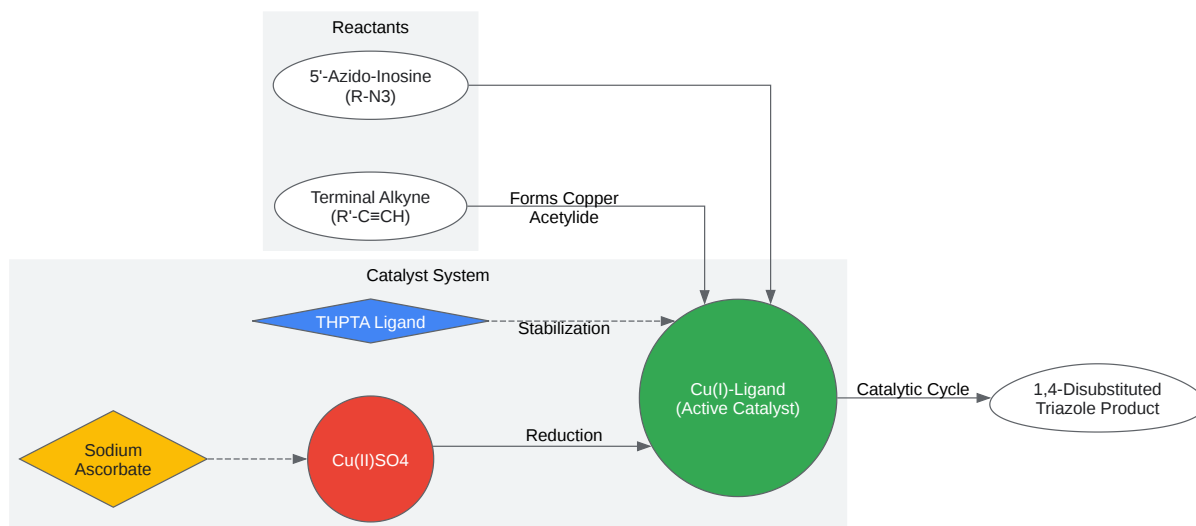 Reactants
5'-Azido-Inosine
(R-N3)
Terminal Alkyne
(R'-C≡CH)
Forms Copper
Acetylide
Catalyst System
THPTA Ligand
Stabilization
Cu(I)-Ligand
(Active Catalyst)
Catalytic Cycle
1,4-Disubstituted
Triazole Product
Sodium
Ascorbate
Cu(II)SO4
Reduction